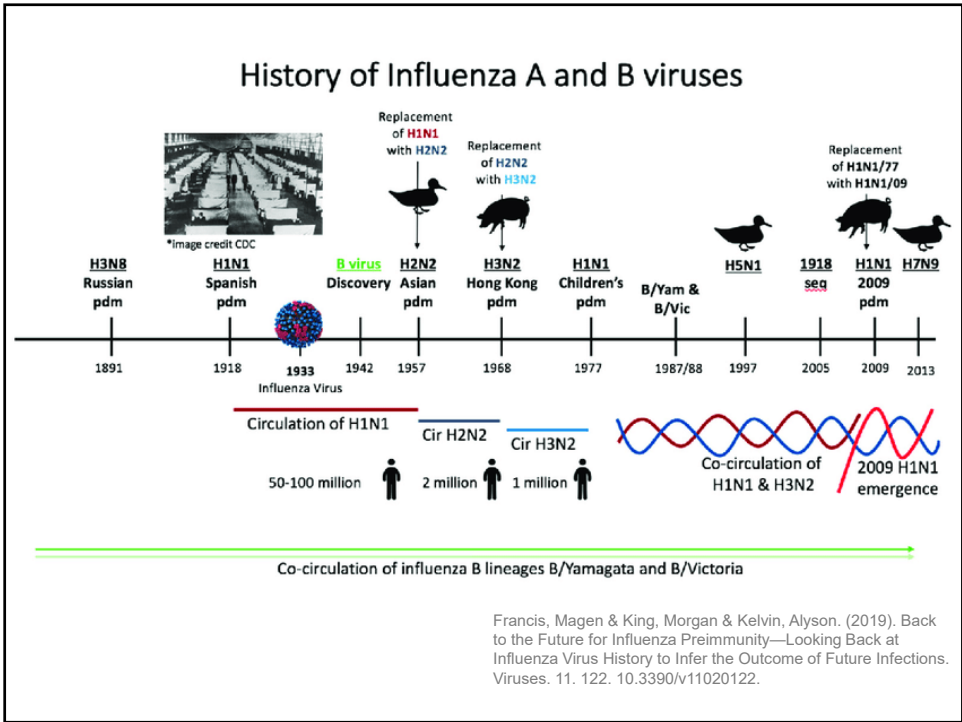 History of Influenza A and B viruses
Replacement
of H1N1
with H2N2
Replacement
of H2N2
with H3N2
Replacement
of H1N1/77
with H1N1/09
*Image credit CDC
H3N8
Russian
pdm
H1N1
Spanish
pdm
B virus
Discovery
H2N2
Asian
pdm
H3N2
Hong Kong
pdm
H1N1
Children's
pdm
B/Yam &
B/Vic
H5N1
1918
seq
H1N1
2009
pdm
H7N9
1891
1918
1933
Influenza Virus
1942
1957
1968
1977
1987/88
1997
2005
2009
2013
Circulation of H1N1
Cir H2N2
Cir H3N2
50-100 million
2 million
1 million
Co-circulation of
H1N1 & H3N2
2009 H1N1
emergence
Co-circulation of influenza B lineages B/Yamagata and B/Victoria
Francis, Magen & King, Morgan & Kelvin, Alyson. (2019). Back
to the Future for Influenza Preimmunity—Looking Back at
Influenza Virus History to Infer the Outcome of Future Infections.
Viruses. 11. 122. 10.3390/v11020122.